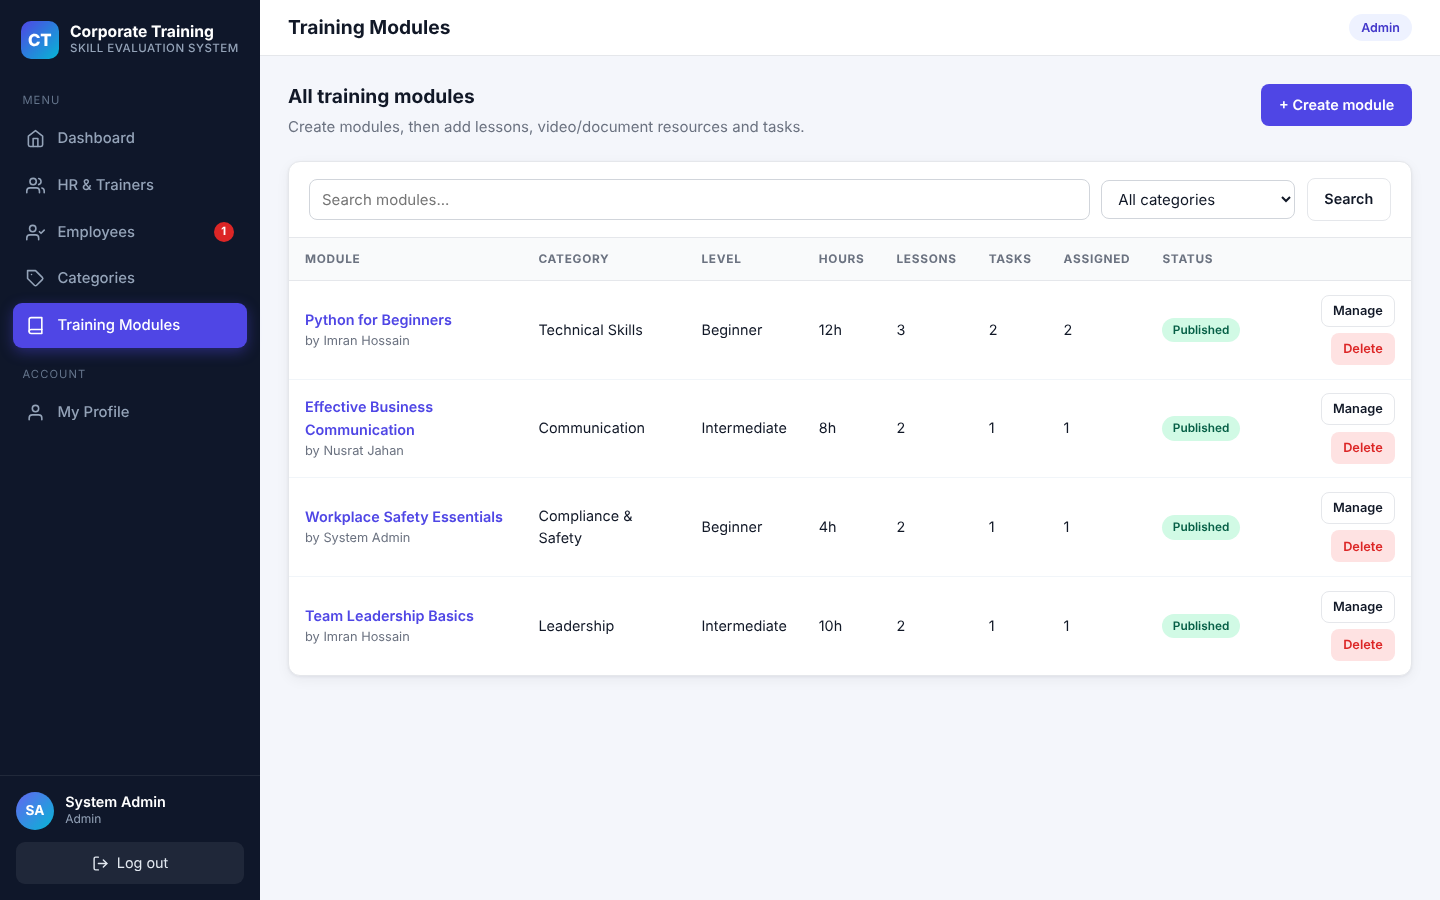 CT
Corporate Training
SKILL EVALUATION SYSTEM
MENU
Dashboard
HR & Trainers
Employees 1
Categories
Training Modules
ACCOUNT
My Profile
SA
System Admin
Admin
Log out
Training Modules
Admin
All training modules
Create modules, then add lessons, video/document resources and tasks.
+ Create module
Search modules...
All categories
Search
MODULE CATEGORY LEVEL HOURS LESSONS TASKS ASSIGNED STATUS
Python for Beginners
by Imran Hossain
Technical Skills Beginner 12h 3 2 2 Published
Manage
Delete
Effective Business
Communication
by Nusrat Jahan
Communication Intermediate 8h 2 1 1 Published
Manage
Delete
Workplace Safety Essentials
by System Admin
Compliance &
Safety
Beginner 4h 2 1 1 Published
Manage
Delete
Team Leadership Basics
by Imran Hossain
Leadership Intermediate 10h 2 1 1 Published
Manage
Delete